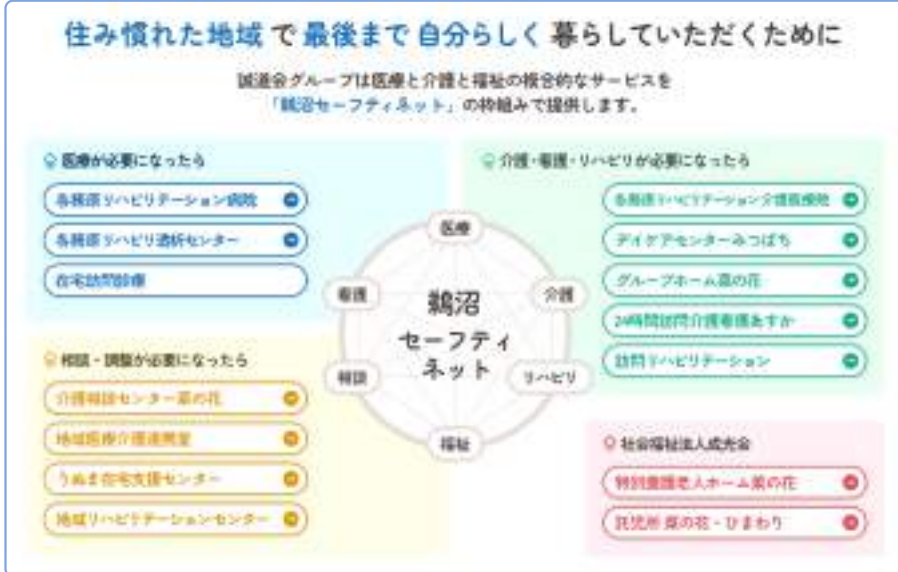 住み慣れた地域 で 最後まで 自分らしく 暮らしていただくために
誠道会グループは医療と介護と福祉の複合的なサービスを
「鵜沼セーフティネット」の枠組みで提供します。
医療が必要になったら
各務原リハビリテーション病院
各務原リハビリ透析センター
在宅訪問診療
介護・看護・リハビリが必要になったら
各務原リハビリテーション介護医療院
デイケアセンターみつばち
グループホーム菜の花
24時間訪問介護看護あすか
訪問リハビリテーション
医療
看護
介護
鵜沼
セーフティ
ネット
相談
リハビリ
福祉
相談・調整が必要になったら
介護相談センター菜の花
地域医療介護連携室
うぬま在宅支援センター
地域リハビリテーションセンター
社会福祉法人成光会
特別養護老人ホーム菜の花
託児所 菜の花・ひまわり